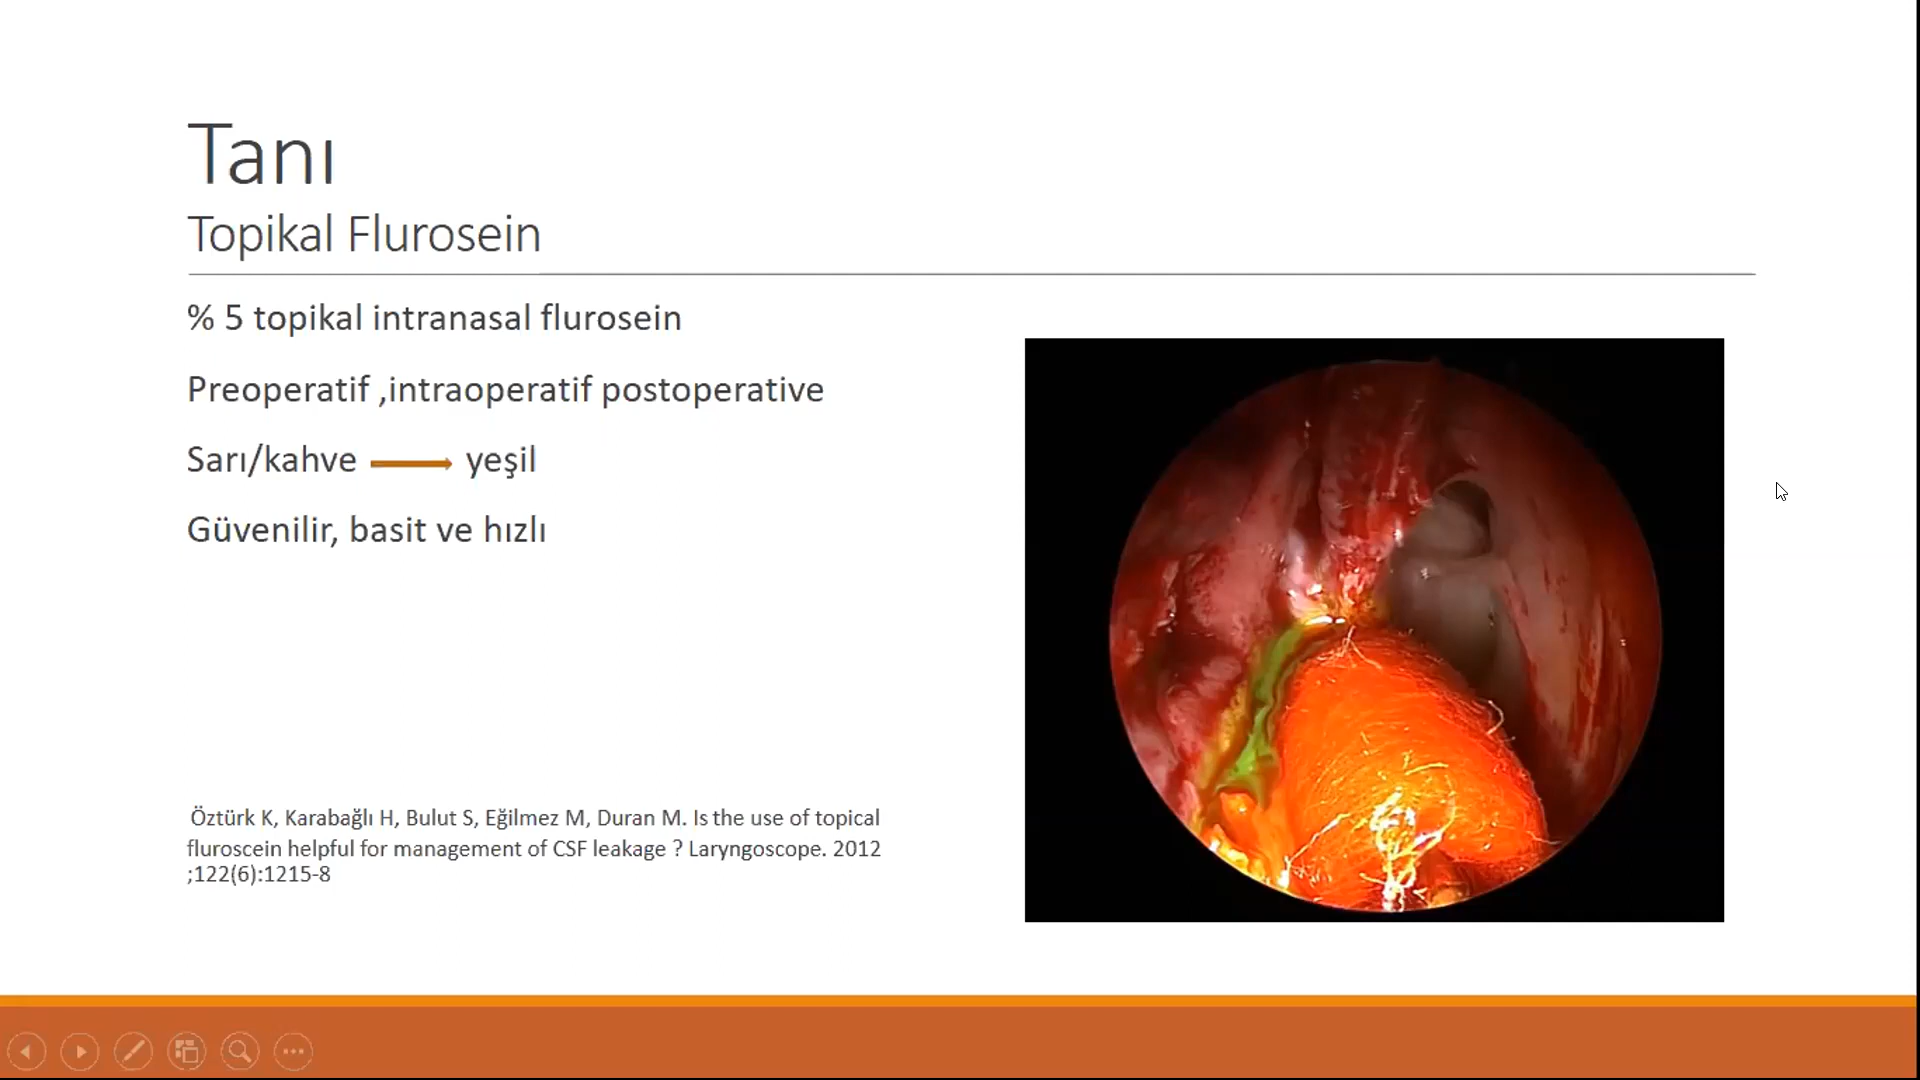 Tanı
Topikal Flurosein
% 5 topikal intranasal flurosein
Preoperatif ,intraoperatif postoperative
Sarı/kahve yeşil
Güvenilir, basit ve hızlı
Öztürk K, Karabağlı H, Bulut S, Eğilmez M, Duran M. Is the use of topical
fluroscein helpful for management of CSF leakage ? Laryngoscope. 2012
;122(6):1215-8